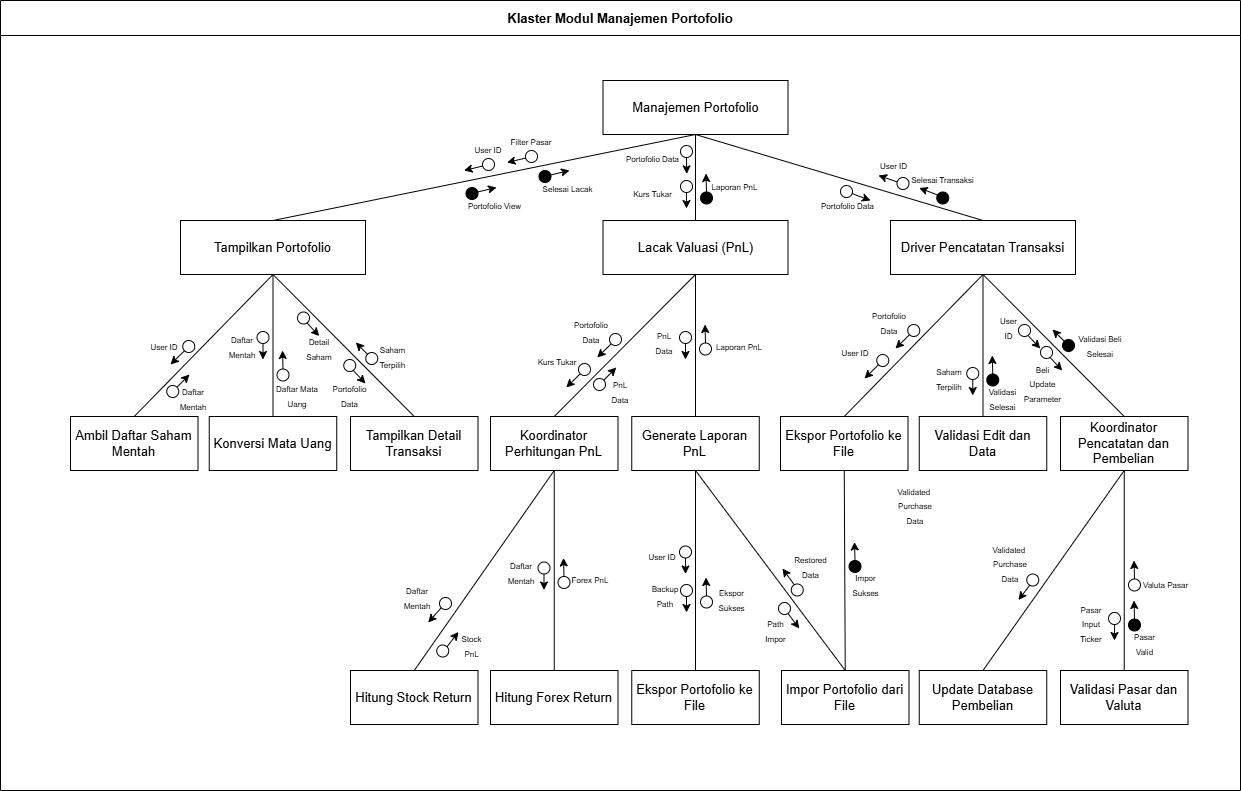 Klaster Modul Manajemen Portofolio
Manajemen Portofolio
Filter Pasar
User ID
Portofolio View
Selesai Lacak
Portofolio Data
Kurs Tukar
Laporan PnL
User ID
Selesai Transaksi
Portofolio Data
Tampilkan Portofolio
Lacak Valuasi (PnL)
Driver Pencatatan Transaksi
User ID
Daftar
Mentah
Daftar
Mentah
Daftar Mata
Uang
Detail
Saham
Saham
Terpilih
Portofolio
Data
Portofolio
Data
Kurs Tukar
PnL
Data
PnL
Data
Laporan PnL
Portofolio
Data
User ID
Saham
Terpilih
Validasi
Selesai
User
ID
Beli
Update
Parameter
Validasi Beli
Selesai
Ambil Daftar Saham
Mentah
Konversi Mata Uang
Tampilkan Detail
Transaksi
Koordinator
Perhitungan PnL
Generate Laporan
PnL
Ekspor Portofolio ke
File
Validasi Edit dan
Data
Koordinator
Pencatatan dan
Pembelian
Daftar
Mentah
Stock
PnL
Daftar
Mentah
Forex PnL
User ID
Backup
Path
Ekspor
Sukses
Restored
Data
Path
Impor
Impor
Sukses
Validated
Purchase
Data
Validated
Purchase
Data
Pasar
Input
Ticker
Valuta Pasar
Pasar
Valid
Hitung Stock Return
Hitung Forex Return
Ekspor Portofolio ke
File
Impor Portofolio dari
File
Update Database
Pembelian
Validasi Pasar dan
Valuta